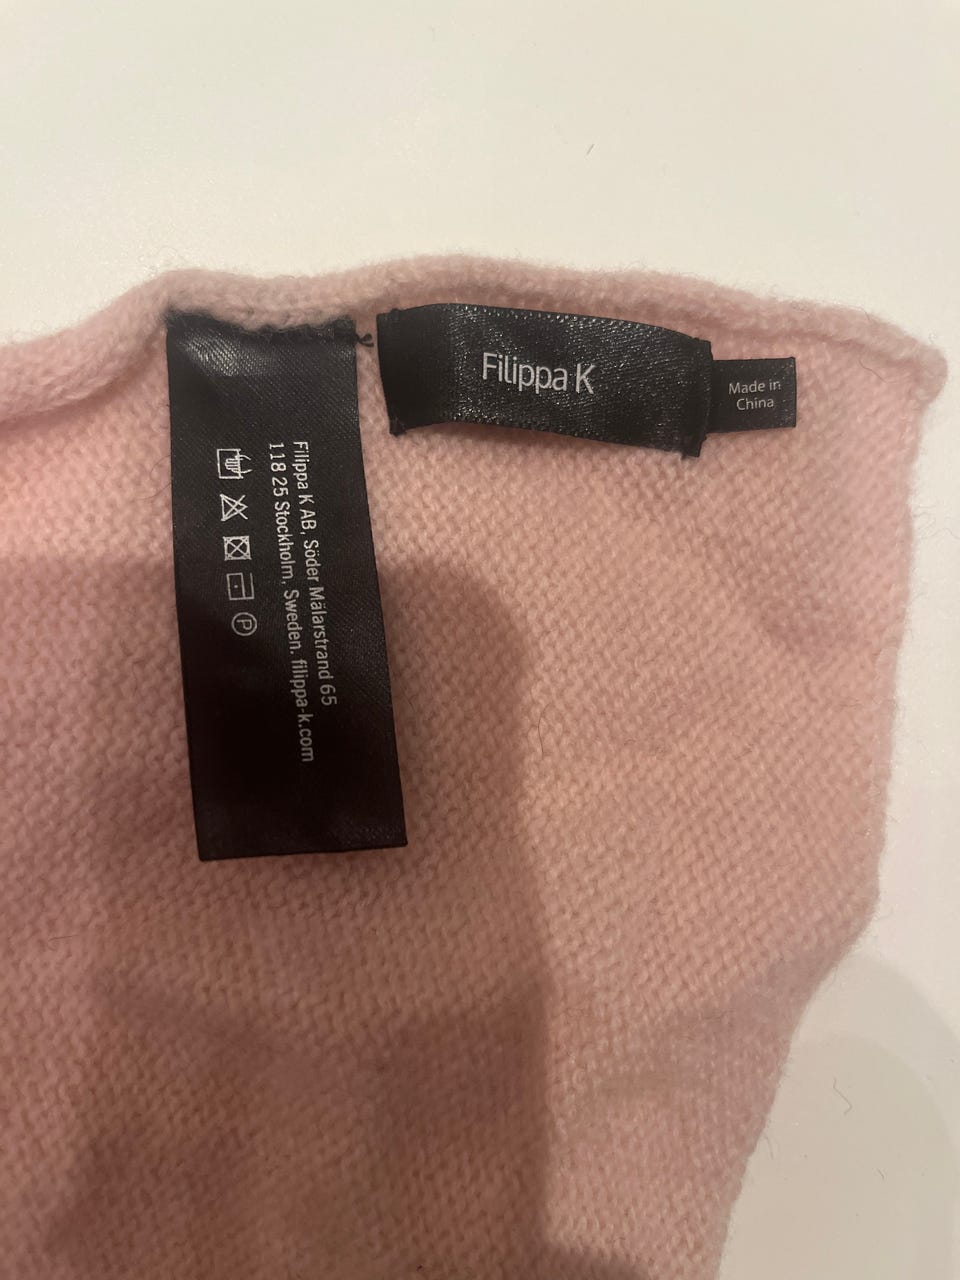 Filippa K
Made in
China
Filippa K AB, Söder Mälarstrand 65
118 25 Stockholm, Sweden. filippa-k.com
P